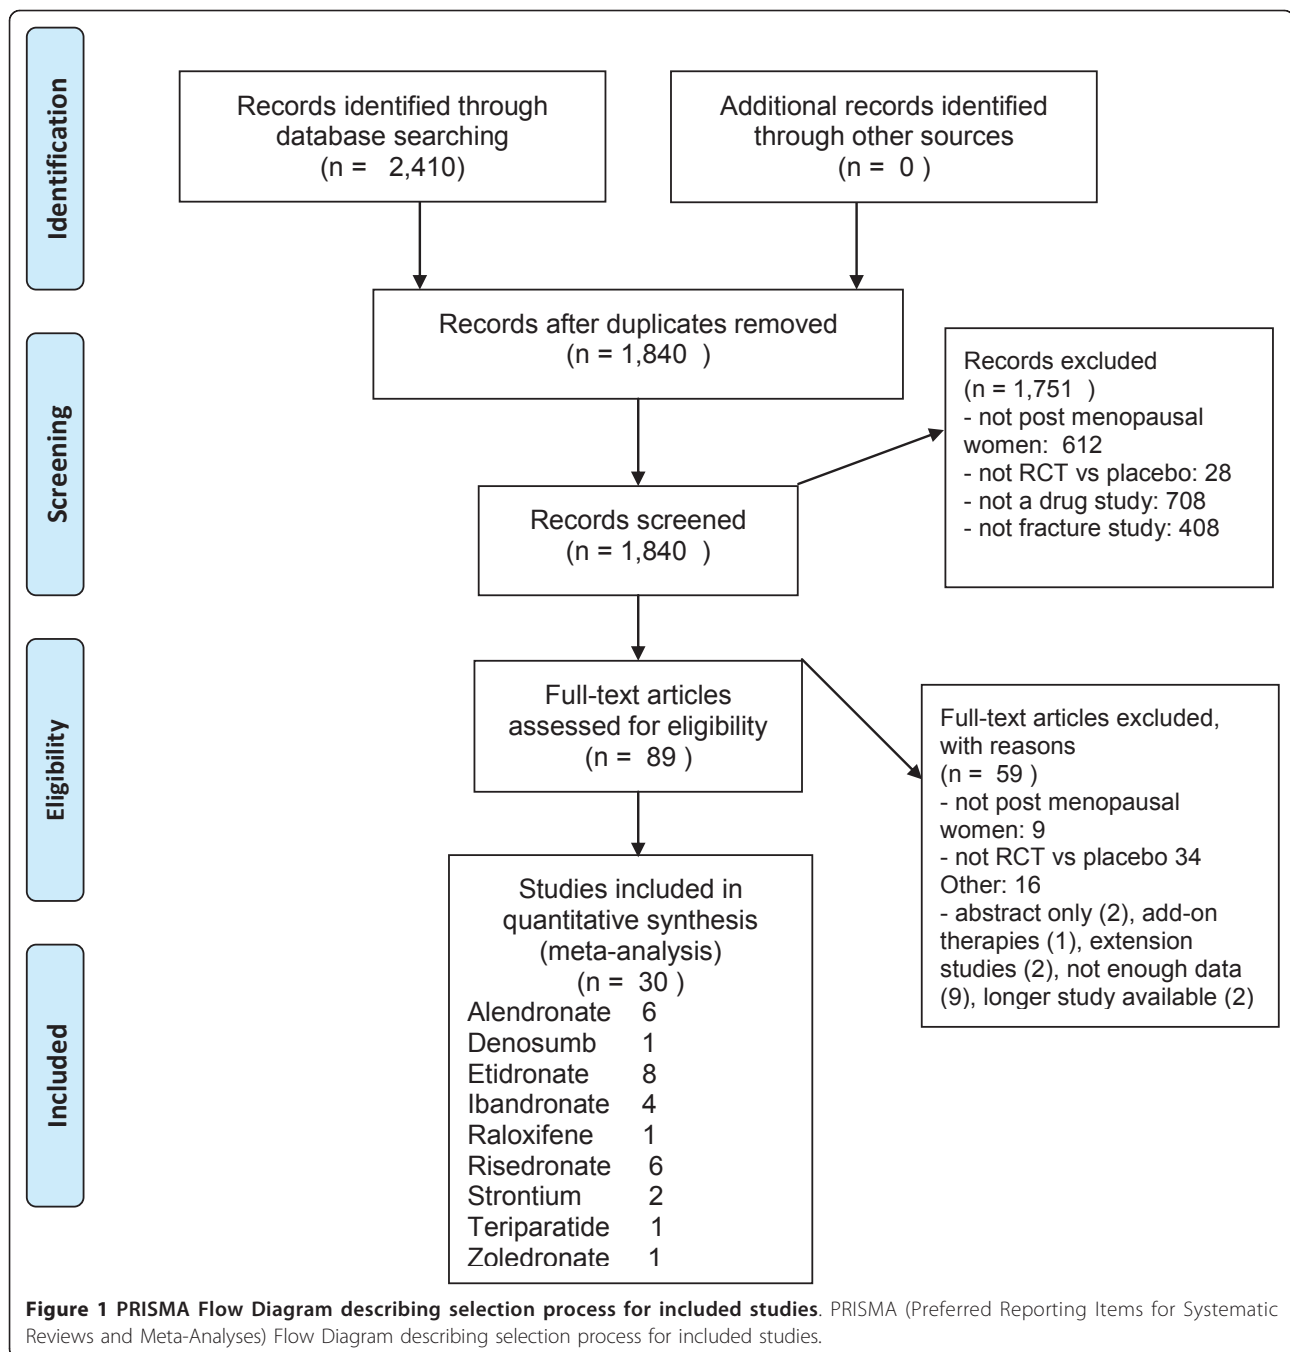 Identification
Records identified through
database searching
(n = 2,410)
Additional records identified
through other sources
(n = 0 )
Records after duplicates removed
(n = 1,840 )
Screening
Records screened
(n = 1,840 )
Records excluded
(n = 1,751 )
- not post menopausal
women: 612
- not RCT vs placebo: 28
- not a drug study: 708
- not fracture study: 408
Eligibility
Full-text articles
assessed for eligibility
(n = 89 )
Full-text articles excluded,
with reasons
(n = 59 )
- not post menopausal
women: 9
- not RCT vs placebo 34
Other: 16
- abstract only (2), add-on
therapies (1), extension
studies (2), not enough data
(9), longer study available (2)
Included
Studies included in
quantitative synthesis
(meta-analysis)
(n = 30 )
Alendronate 6
Denosumb 1
Etidronate 8
Ibandronate 4
Raloxifene 1
Risedronate 6
Strontium 2
Teriparatide 1
Zoledronate 1
Figure 1 PRISMA Flow Diagram describing selection process for included studies. PRISMA (Preferred Reporting Items for Systematic
Reviews and Meta-Analyses) Flow Diagram describing selection process for included studies.